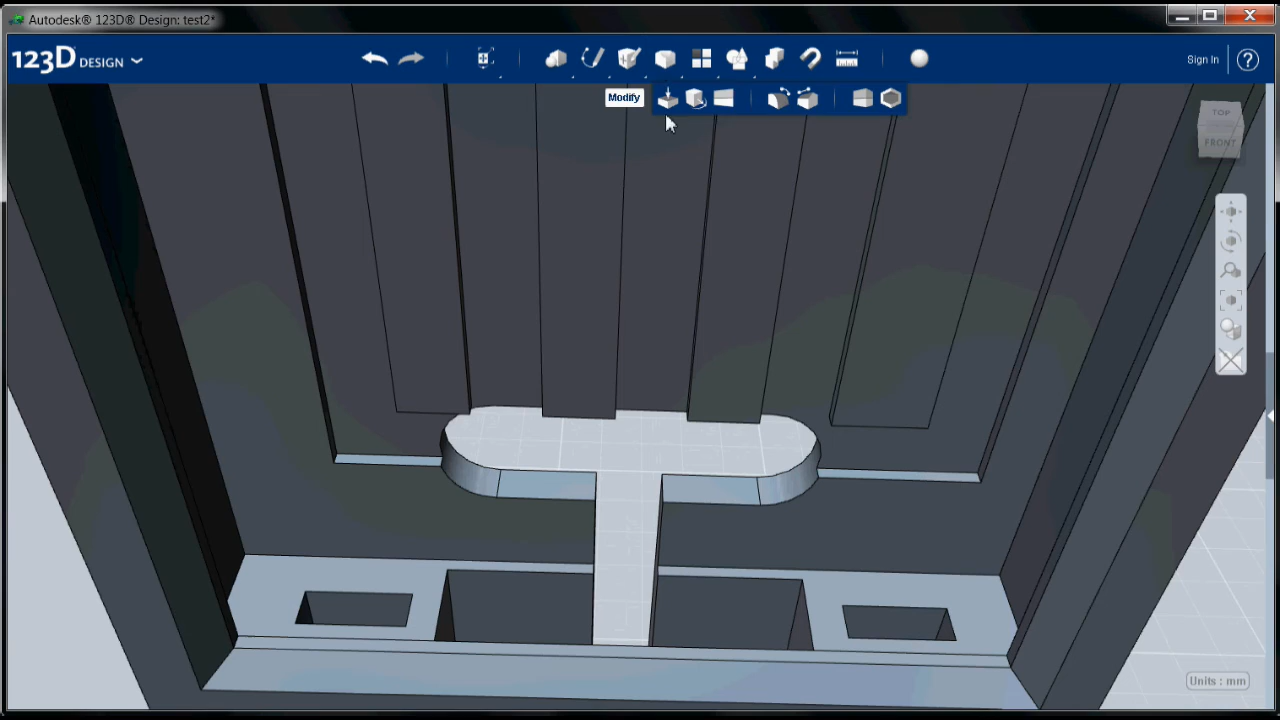 Autodesk® 123D® Design: test2*
123D DESIGN
Sign In
?
Modify
TOP
FRONT
Units : mm